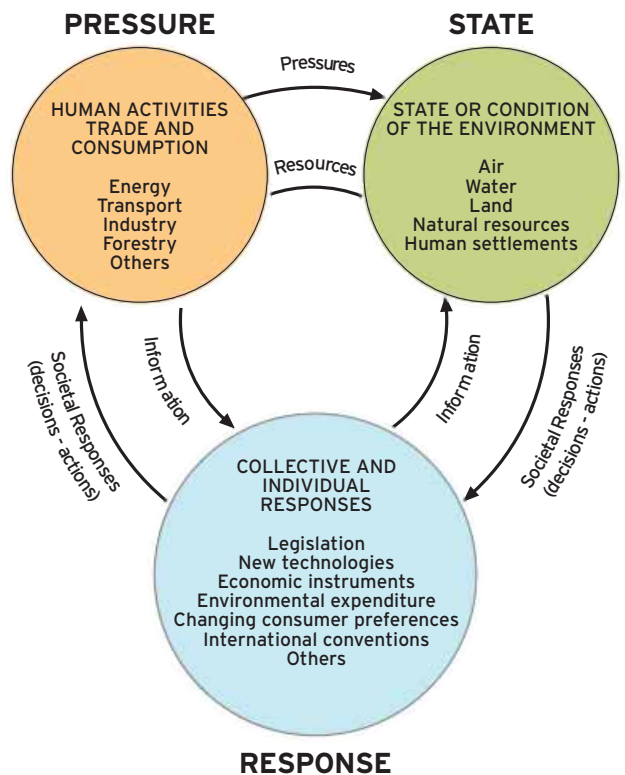 PRESSURE
STATE
HUMAN ACTIVITIES
TRADE AND
CONSUMPTION
Energy
Transport
Industry
Forestry
Others
Pressures
Resources
STATE OR CONDITION
OF THE ENVIRONMENT
Air
Water
Land
Natural resources
Human settlements
Societal Responses
(decisions - actions)
Information
Information
Societal Responses
(decisions - actions)
COLLECTIVE AND
INDIVIDUAL
RESPONSES
Legislation
New technologies
Economic instruments
Environmental expenditure
Changing consumer preferences
International conventions
Others
RESPONSE